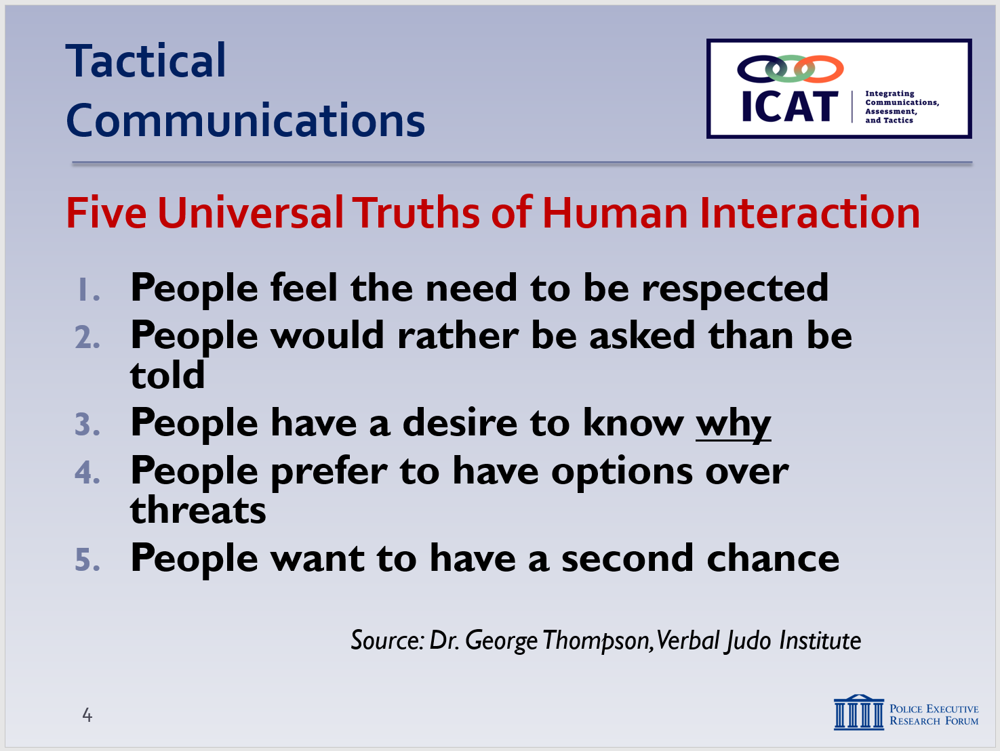 Tactical
Communications
ICAT
Integrating
Communications,
Assessment,
and Tactics
Five Universal Truths of Human Interaction
1. People feel the need to be respected
2. People would rather be asked than be
told
3. People have a desire to know why
4. People prefer to have options over
threats
5. People want to have a second chance
Source: Dr. George Thompson, Verbal Judo Institute
4
Police Executive
Research Forum